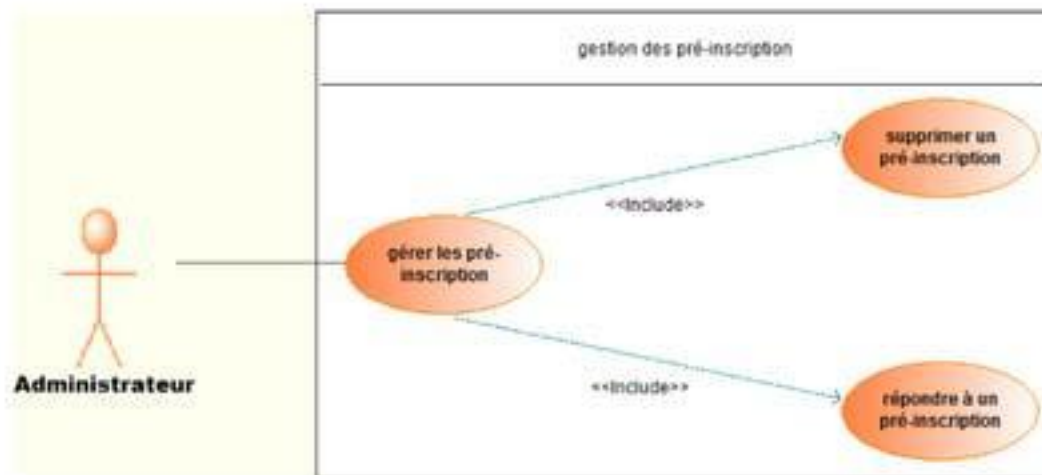 gestion des pré-inscription
supprimer un
pré-inscription
<<Include>>
gérer les pré-
inscription
Administrateur
<<Include>>
répondre à un
pré-inscription